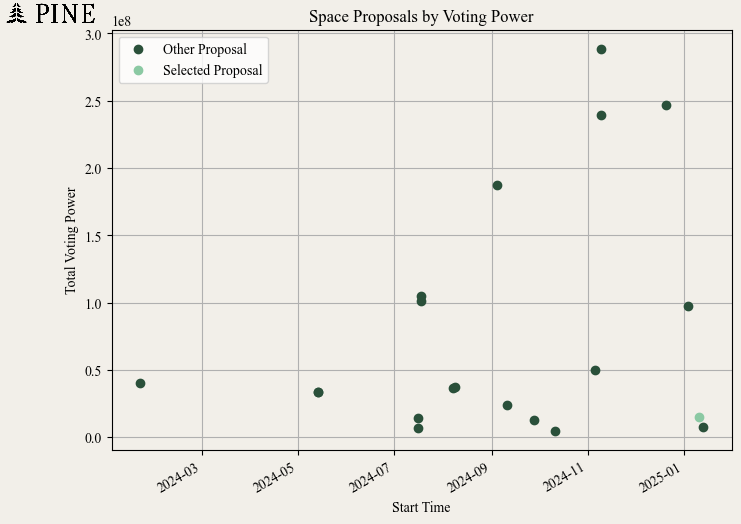 PINE
Space Proposals by Voting Power
1e8
Other Proposal
Selected Proposal
3.0
2.5
2.0
1.5
1.0
0.5
0.0
Total Voting Power
2024-03
2024-05
2024-07
2024-09
2024-11
2025-01
Start Time